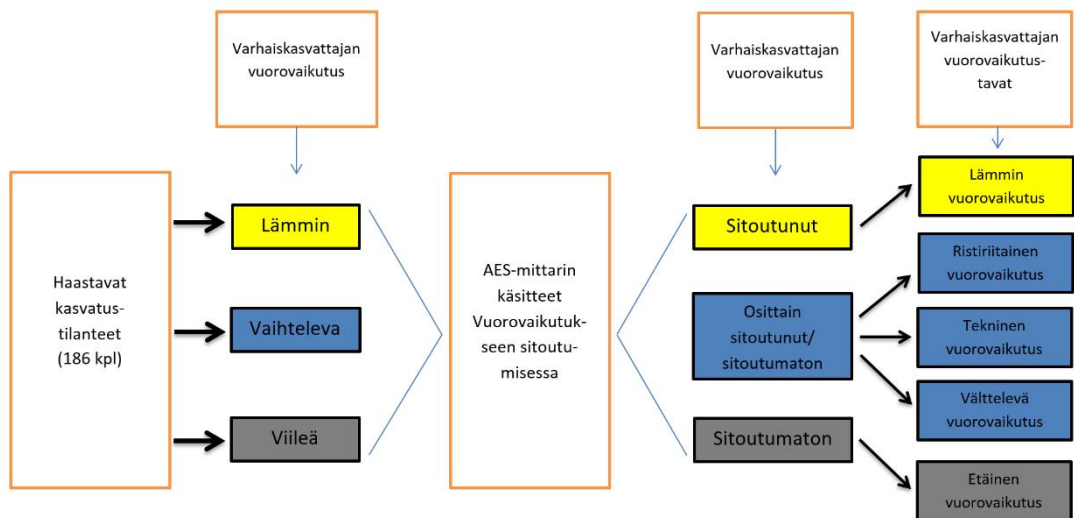 Varhaiskasvattajan
vuorovaikutus
Varhaiskasvattajan
vuorovaikutus
Varhaiskasvattajan
vuorovaikutus-
tavat
Haastavat
kasvatus-
tilanteet
(186 kpl)
Lämmin
Vaihteleva
Viileä
AES-mittarin
käsitteet
Vuorovaikutuk-
seen sitoutu-
misessa
Sitoutunut
Osittain
sitoutunut/
sitoutumaton
Sitoutumaton
Lämmin
vuorovaikutus
Ristiriitainen
vuorovaikutus
Tekninen
vuorovaikutus
Välttelevä
vuorovaikutus
Etäinen
vuorovaikutus